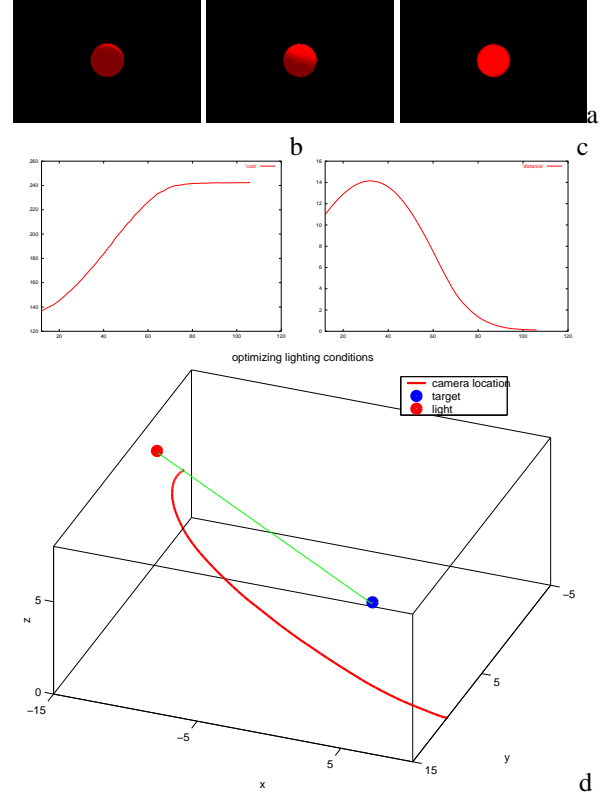 a
b
c
'cost'
260
240
220
200
180
160
140
120
20
40
60
80
100
120
'distance'
16
14
12
10
8
6
4
2
0
20
40
60
80
100
120
optimizing lighting conditions
camera location
target
light
z
5
0
−15
−5
5
15
x
y
5
−5
d